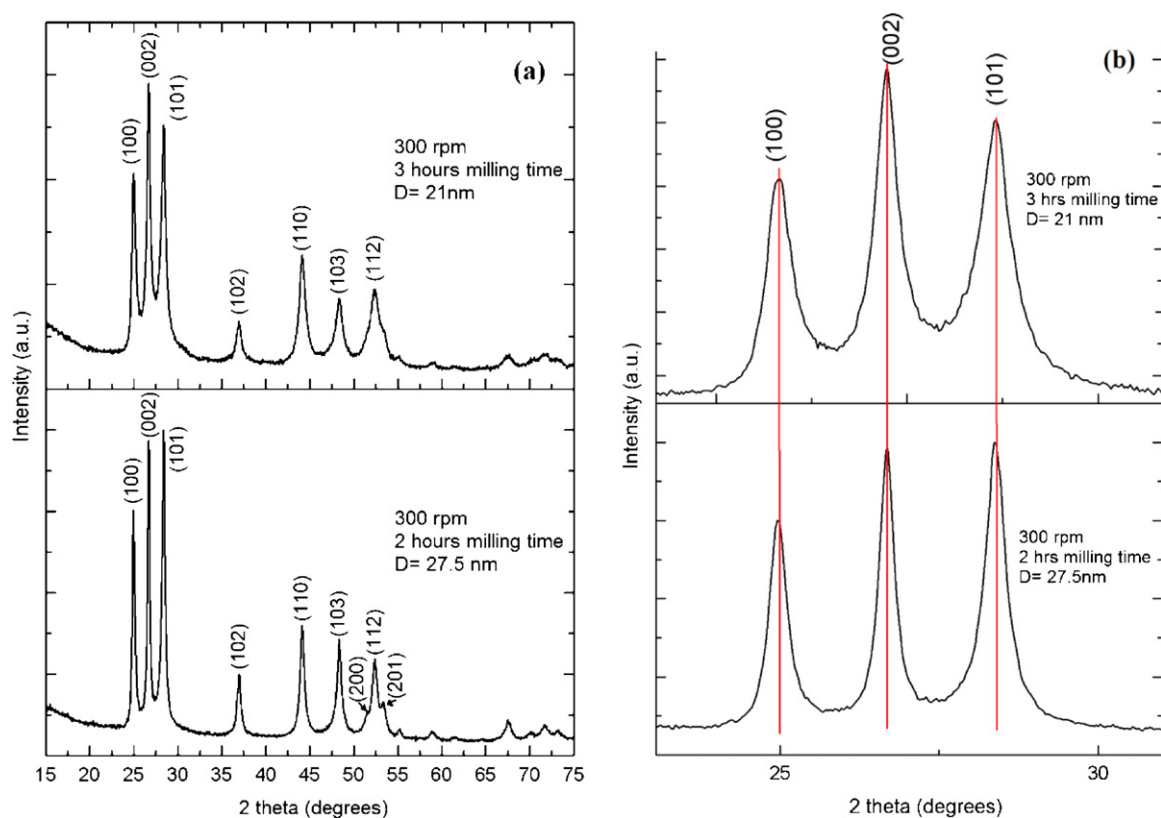 (a)
(100)
(002)
(101)
(102)
(110)
(103)
(112)
300 rpm
3 hours milling time
D= 21nm
(100)
(002)
(101)
(102)
(110)
(103)
(200)
(112)
(201)
300 rpm
2 hours milling time
D= 27.5 nm
Intensity (a.u.)
15 20 25 30 35 40 45 50 55 60 65 70 75
2 theta (degrees)
(b)
(100)
(002)
(101)
300 rpm
3 hrs milling time
D= 21 nm
300 rpm
2 hrs milling time
D= 27.5nm
Intensity (a.u.)
25 30
2 theta (degrees)